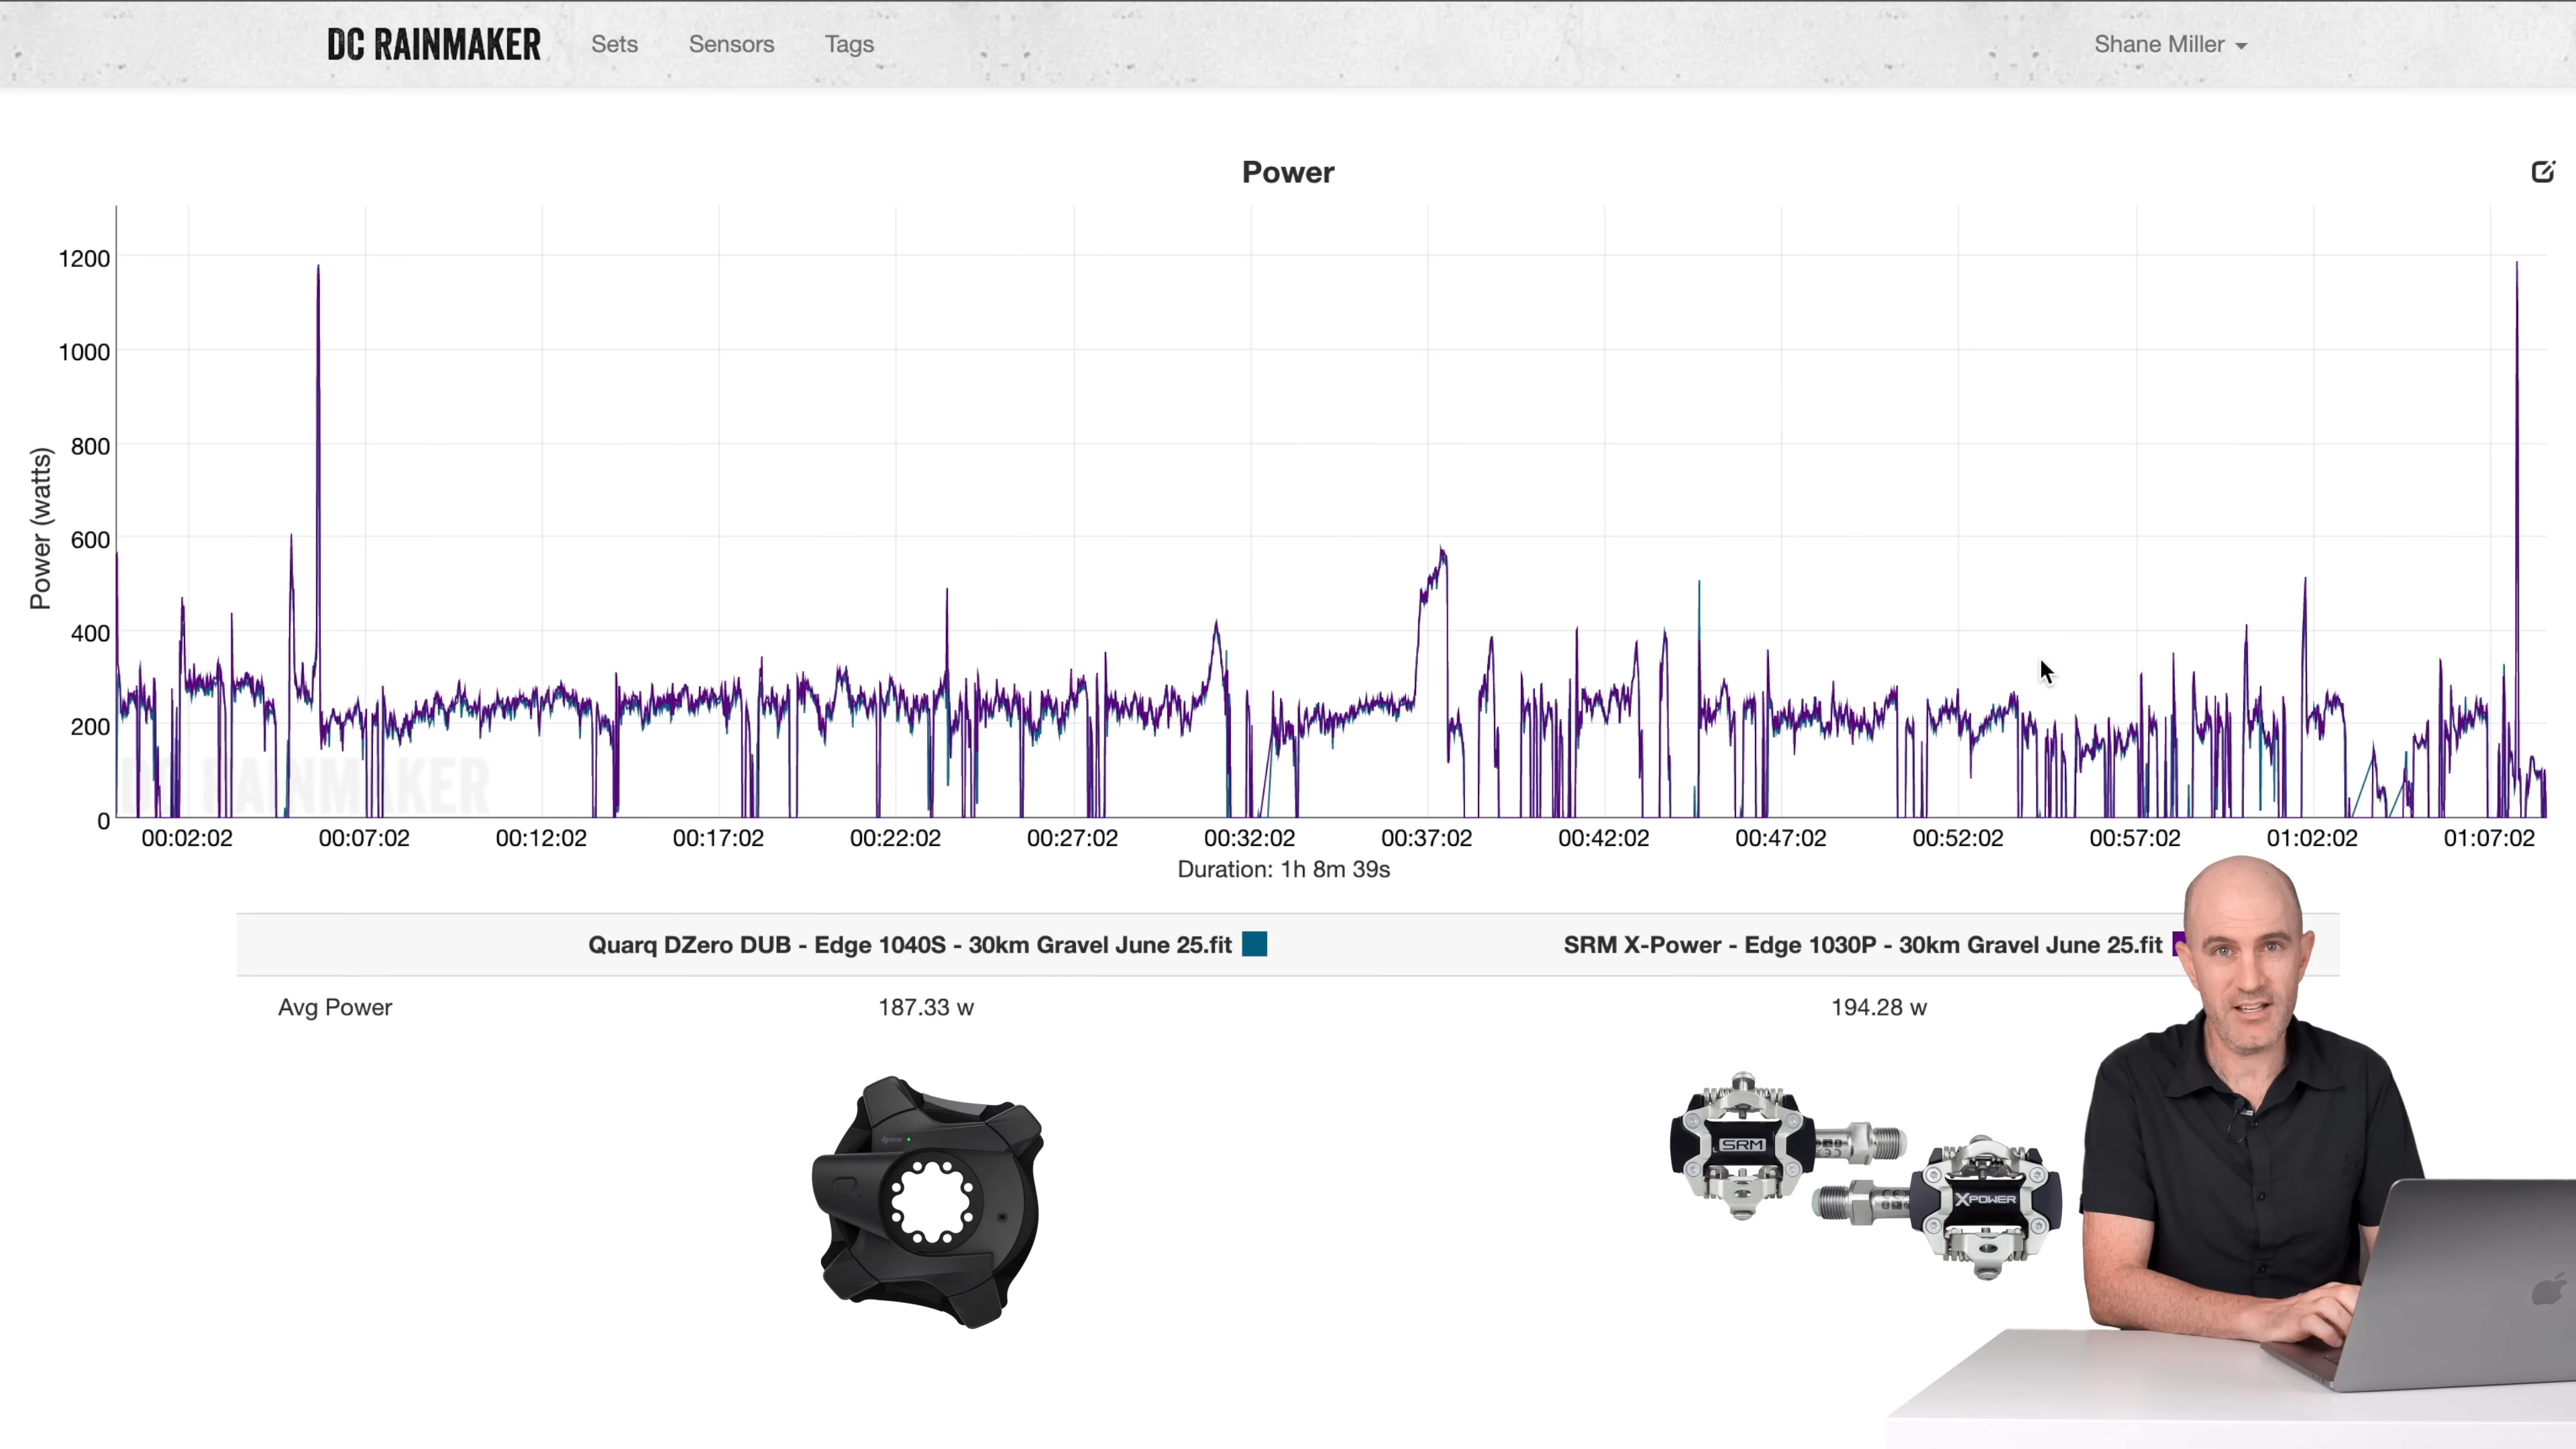 DC RAINMAKER Sets Sensors Tags Shane Miller
Power
Power (watts)
1200
1000
800
600
400
200
0
DC RAINMAKER
00:02:02 00:07:02 00:12:02 00:17:02 00:22:02 00:27:02 00:32:02 00:37:02 00:42:02 00:47:02 00:52:02 00:57:02 01:02:02 01:07:02
Duration: 1h 8m 39s
Quarq DZero DUB - Edge 1040S - 30km Gravel June 25.fit SRM X-Power - Edge 1030P - 30km Gravel June 25.fit
Avg Power 187.33 w 194.28 w
L SRM
XPOWER